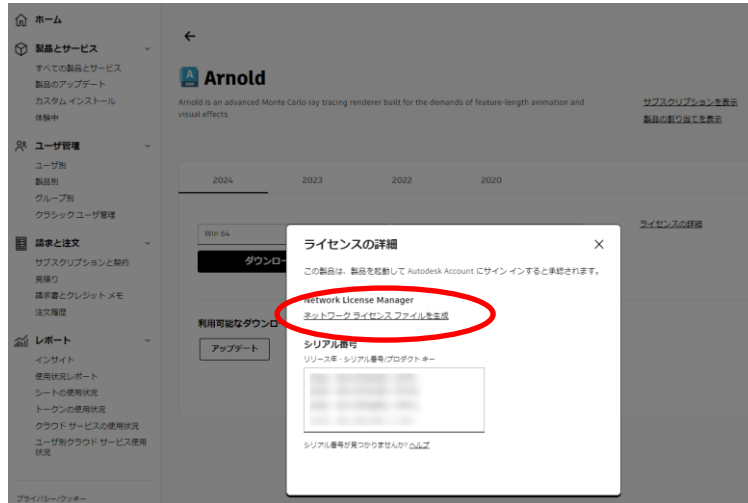 ホーム
製品とサービス
すべての製品とサービス
製品のアップデート
カスタム インストール
体験中
ユーザ管理
ユーザ別
製品別
グループ別
クラシック ユーザ管理
請求と注文
サブスクリプションと契約
見積り
請求書とクレジット メモ
注文履歴
レポート
インサイト
使用状況レポート
シートの使用状況
トークンの使用状況
クラウド サービスの使用状況
ユーザ別クラウド サービス使用
状況
プライバシー/クッキー
Arnold
Arnold is an advanced Monte Carlo ray tracing renderer built for the demands of feature-length animation and
visual effects.
サブスクリプションを表示
製品の割り当てを表示
2024 2023 2022 2020
Win 64
ダウンロー
ライセンスの詳細
利用可能なダウンロ
アップデート
ライセンスの詳細
この製品は、製品を起動して Autodesk Account にサイン インすると承認されます。
Network License Manager
ネットワーク ライセンス ファイルを生成
シリアル番号
リリース年 - シリアル番号/プロダクト キー
シリアル番号が見つかりませんか? ヘルプ